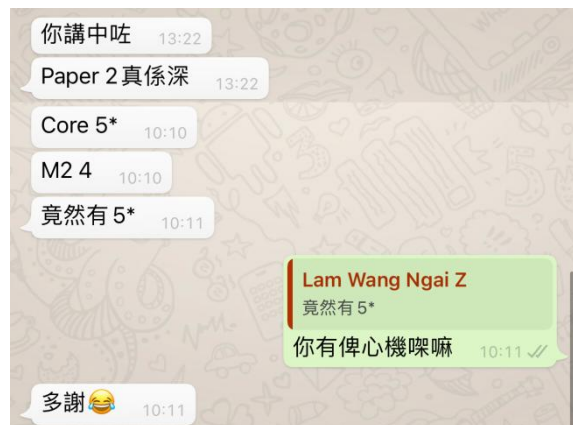 你講中咗 13:22
Paper 2真係深 13:22
Core 5* 10:10
M2 4 10:10
竟然有5* 10:11
Lam Wang Ngai Z
竟然有5*
你有俾心機㗎嘛 10:11
多謝😂 10:11